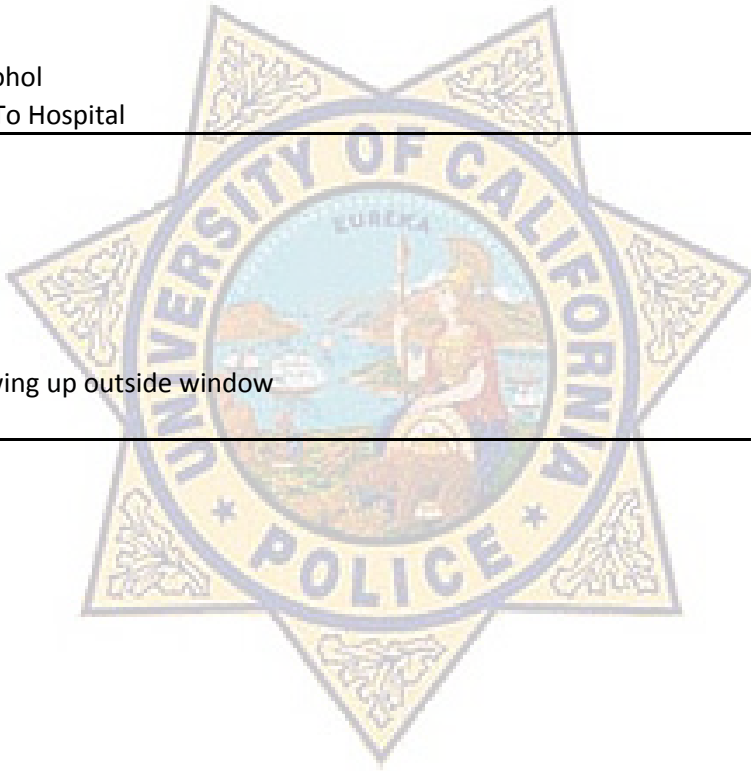 ohol
To Hospital
UNIVERSITY OF CALIFORNIA
EUREKA
ving up outside window
POLICE